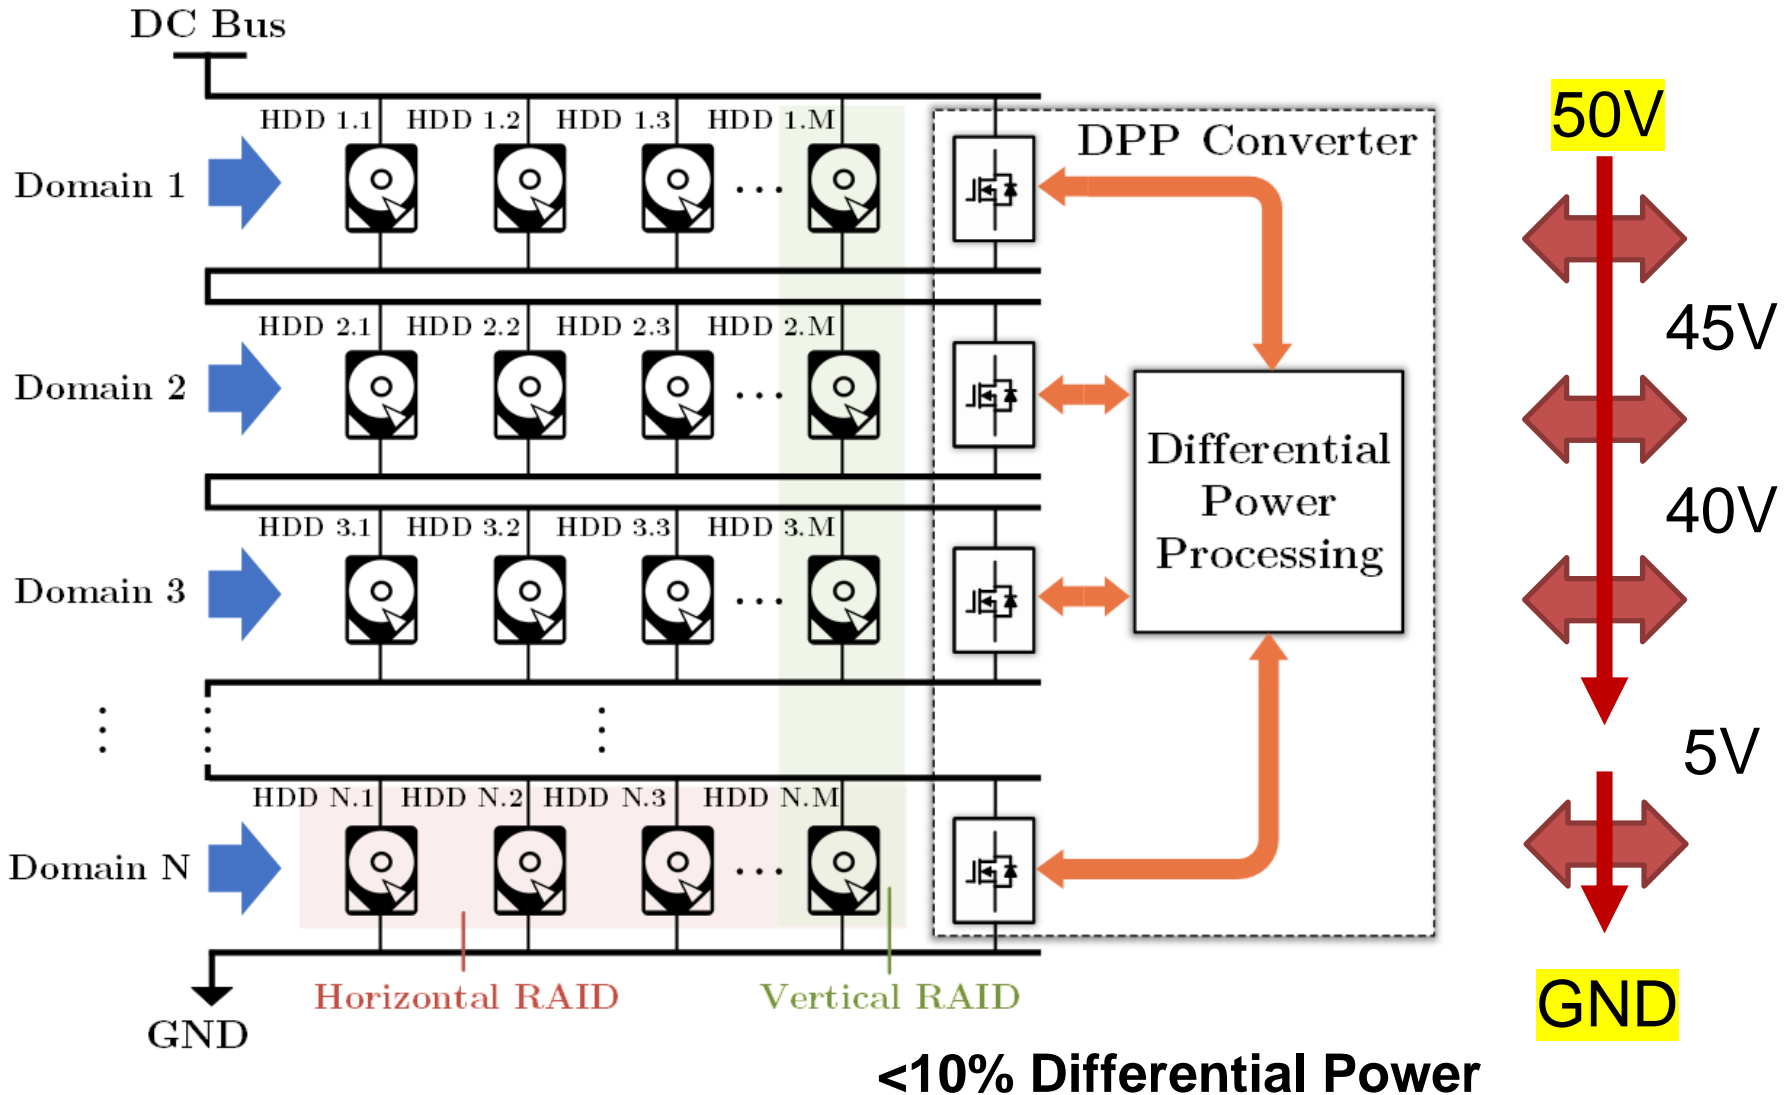 DC Bus
HDD 1.1 HDD 1.2 HDD 1.3 HDD 1.M
Domain 1
DPP Converter
HDD 2.1 HDD 2.2 HDD 2.3 HDD 2.M
Domain 2
HDD 3.1 HDD 3.2 HDD 3.3 HDD 3.M
Domain 3
HDD N.1 HDD N.2 HDD N.3 HDD N.M
Domain N
Differential
Power
Processing
Horizontal RAID
Vertical RAID
GND
50V
45V
40V
5V
GND
<10% Differential Power